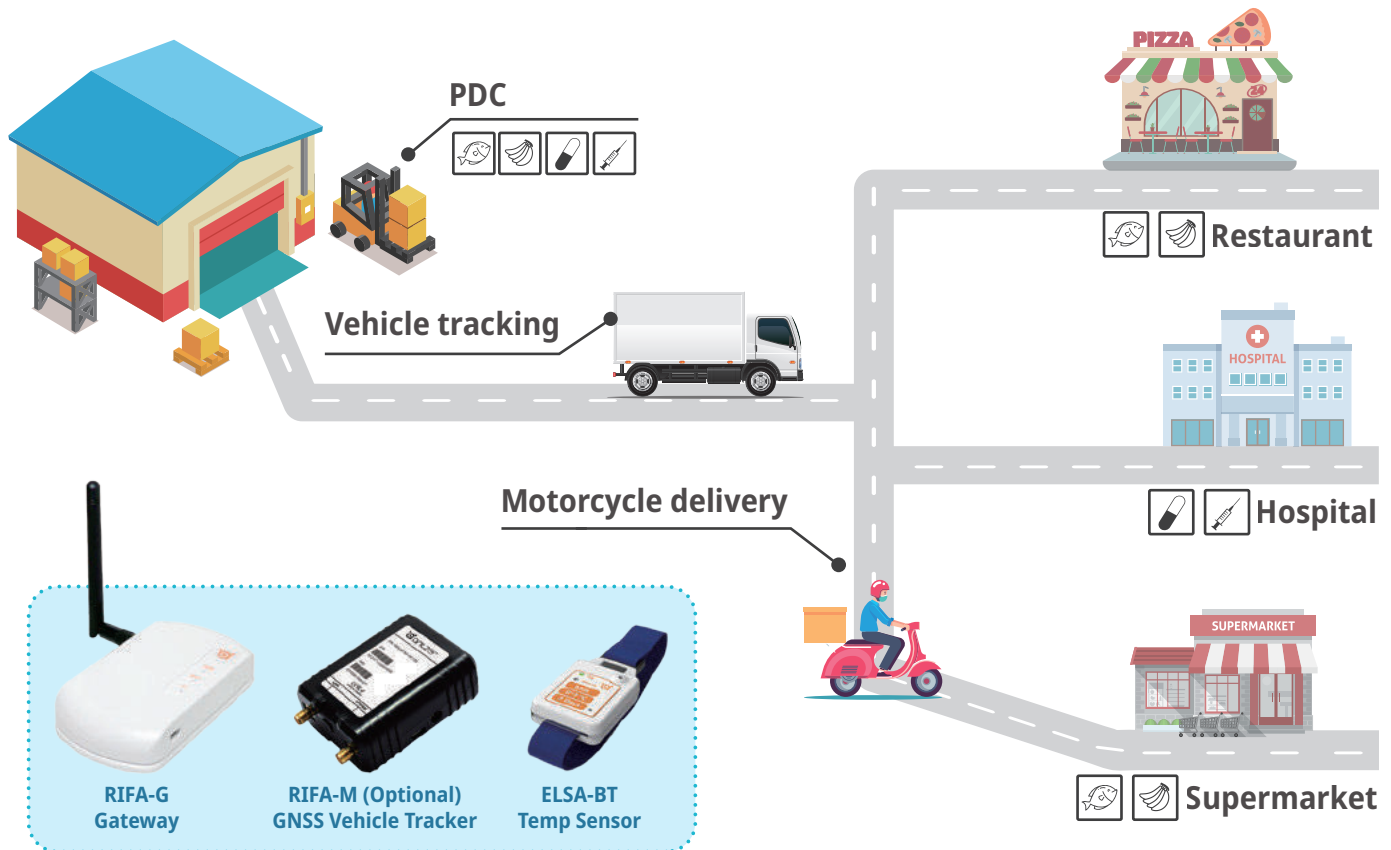 PDC
PIZZA
24
Restaurant
Vehicle tracking
HOSPITAL
Hospital
Motorcycle delivery
SUPERMARKET
Supermarket
RIFA-G
Gateway
RIFA-M (Optional)
GNSS Vehicle Tracker
ELSA-BT
Temp Sensor